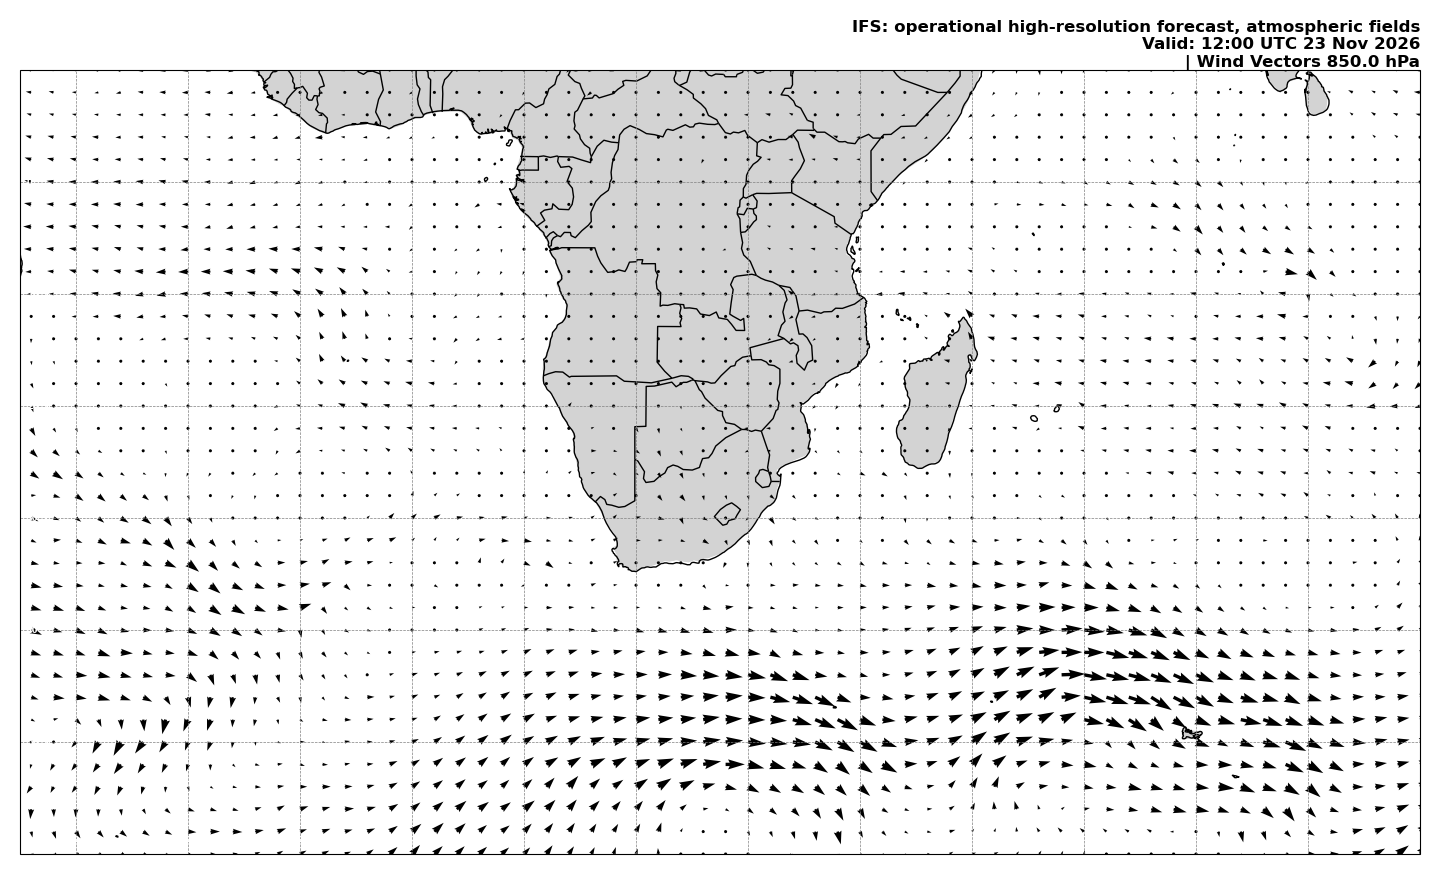 IFS: operational high-resolution forecast, atmospheric fields
Valid: 12:00 UTC 23 Nov 2026
| Wind Vectors 850.0 hPa